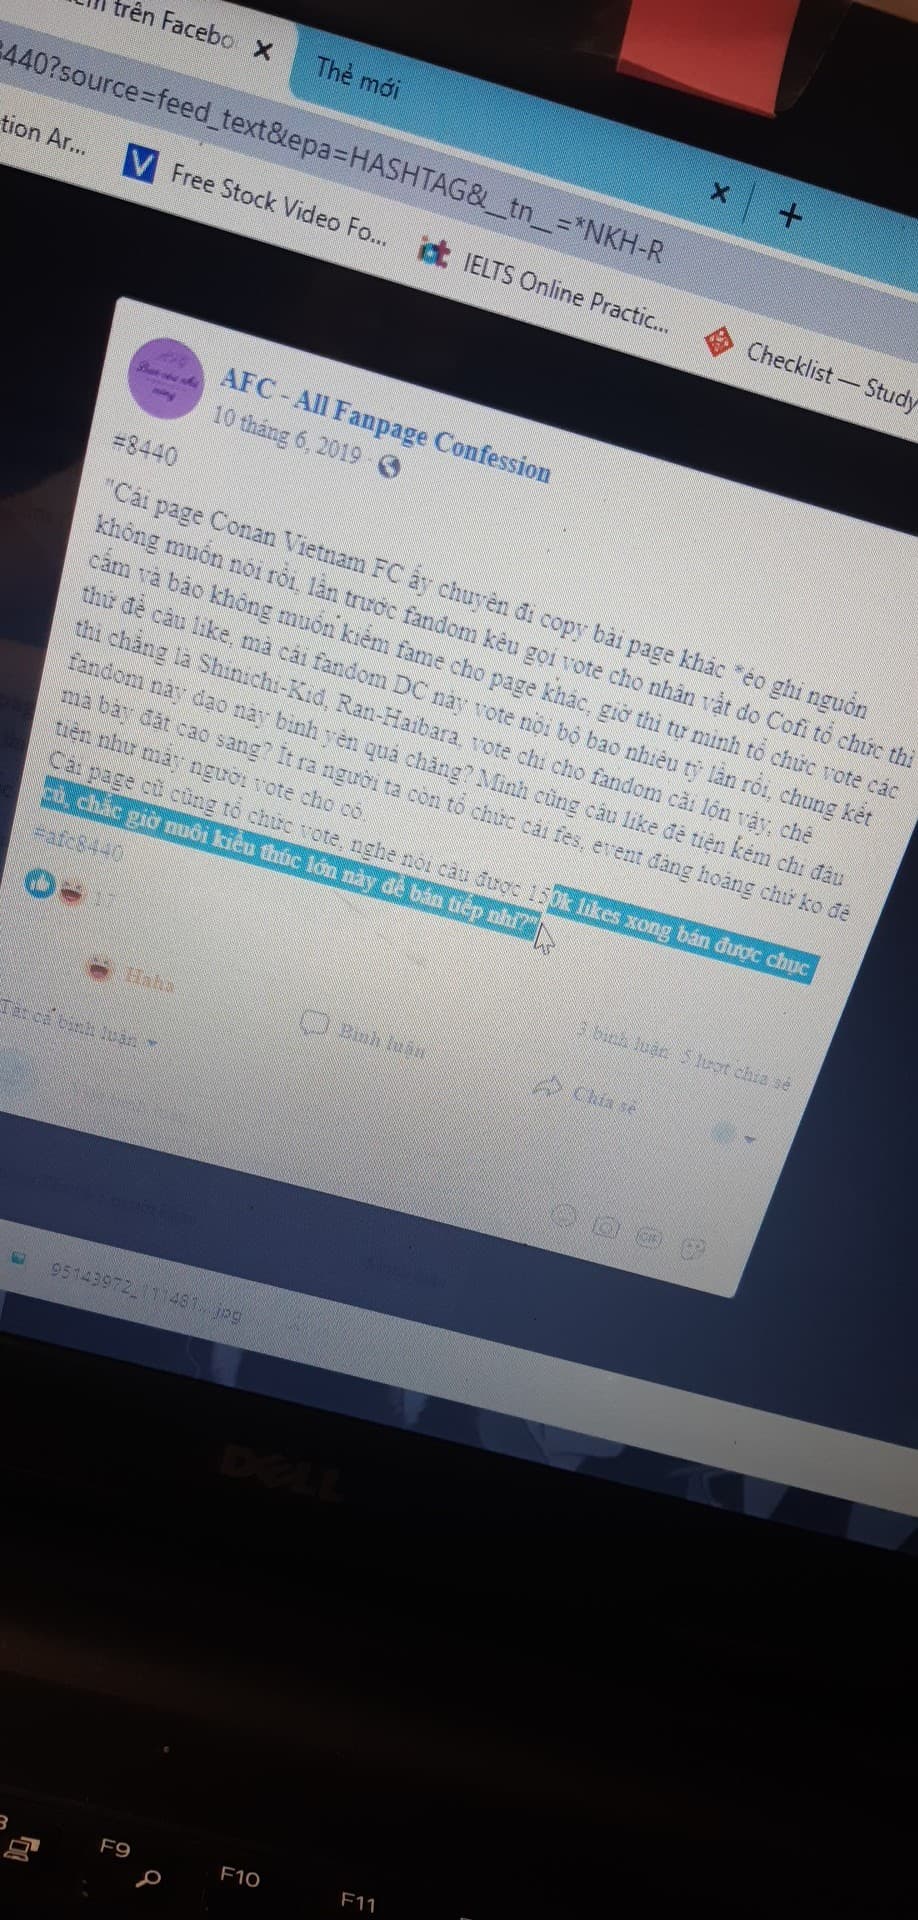 trên Facebo
Thẻ mới
8440?source=feed_text&epa=HASHTAG&__tn__=*NKH-R
tion Ar...
Free Stock Video Fo...
IELTS Online Practic...
Checklist — Study
AFC - All Fanpage Confession
10 tháng 6, 2019
#8440
"Cái page Conan Vietnam FC ấy chuyên đi copy bài page khác *éo ghi nguồn
không muốn nói rồi, lần trước fandom kêu gọi vote cho nhân vật do Cofi tổ chức thì
cấm và bảo không muốn kiếm fame cho page khác, giờ thì tự mình tổ chức vote các
thứ để câu like, mà cái fandom DC này vote nội bộ bao nhiêu tỷ lần rồi, chung kết
thì chẳng là Shinichi-Kid, Ran-Haibara, vote chi cho fandom cãi lộn vậy, chê
fandom này dạo này bình yên quá chăng? Mình cũng câu like đê tiện kém chi đâu
mà bày đặt cao sang? Ít ra người ta còn tổ chức cái fes, event đàng hoàng chứ ko đê
tiện như mấy người vote cho có.
Cái page cũ cũng tổ chức vote, nghe nói câu được 150k likes xong bán được chục
củ, chắc giờ nuôi kiểu thúc lớn này để bán tiếp nhỉ?"
#afc8440
17
3 bình luận 5 lượt chia sẻ
Haha
Bình luận
Chia sẻ
Tất cả bình luận
GIF
95143972_111481....jpg
DELL
F9
F10
F11